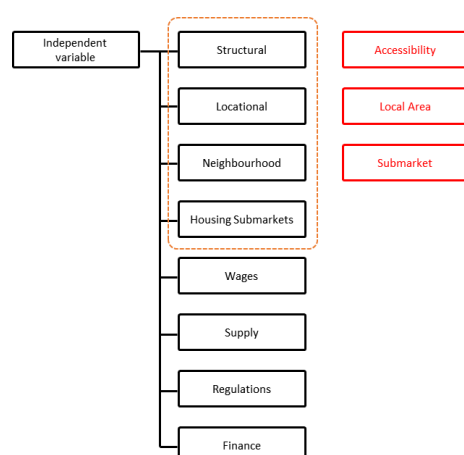 Independent
variable
Structural
Accessibility
Locational
Local Area
Neighbourhood
Submarket
Housing Submarkets
Wages
Supply
Regulations
Finance